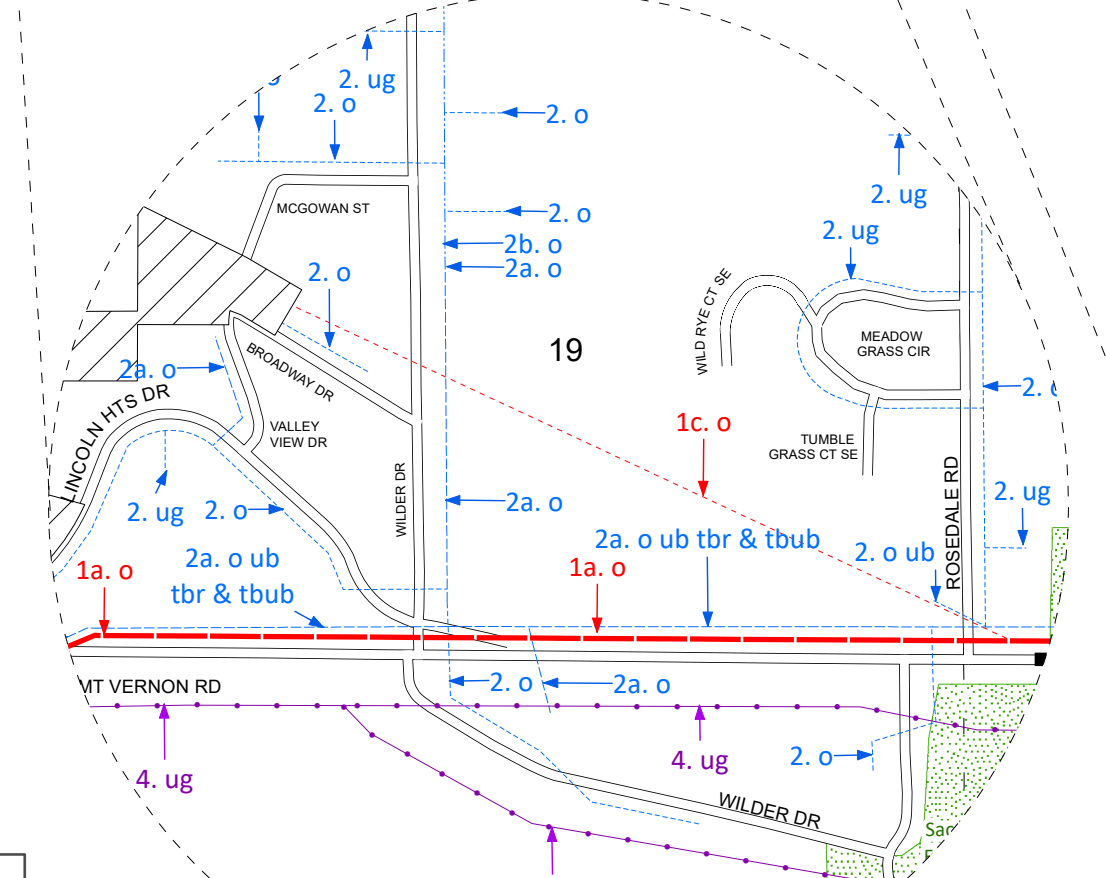 2. ug
2. o
2. o
2. ug
MCGOWAN ST
2. o
2. ug
2b. o
2a. o
2. o
WILD RYE CT SE
19
MEADOW
GRASS CIR
2a. o
BROADWAY DR
2.
LINCOLN HTS DR
1c. o
VALLEY
VIEW DR
TUMBLE
GRASS CT SE
WILDER DR
2a. o
2. ug
2. ug
2. o
ROSEDALE RD
2a. o ub
tbr & tbub
2a. o ub tbr & tbub
2. o ub
1a. o
1a. o
MT VERNON RD
2. o
2a. o
4. ug
4. ug
2. o
WILDER DR